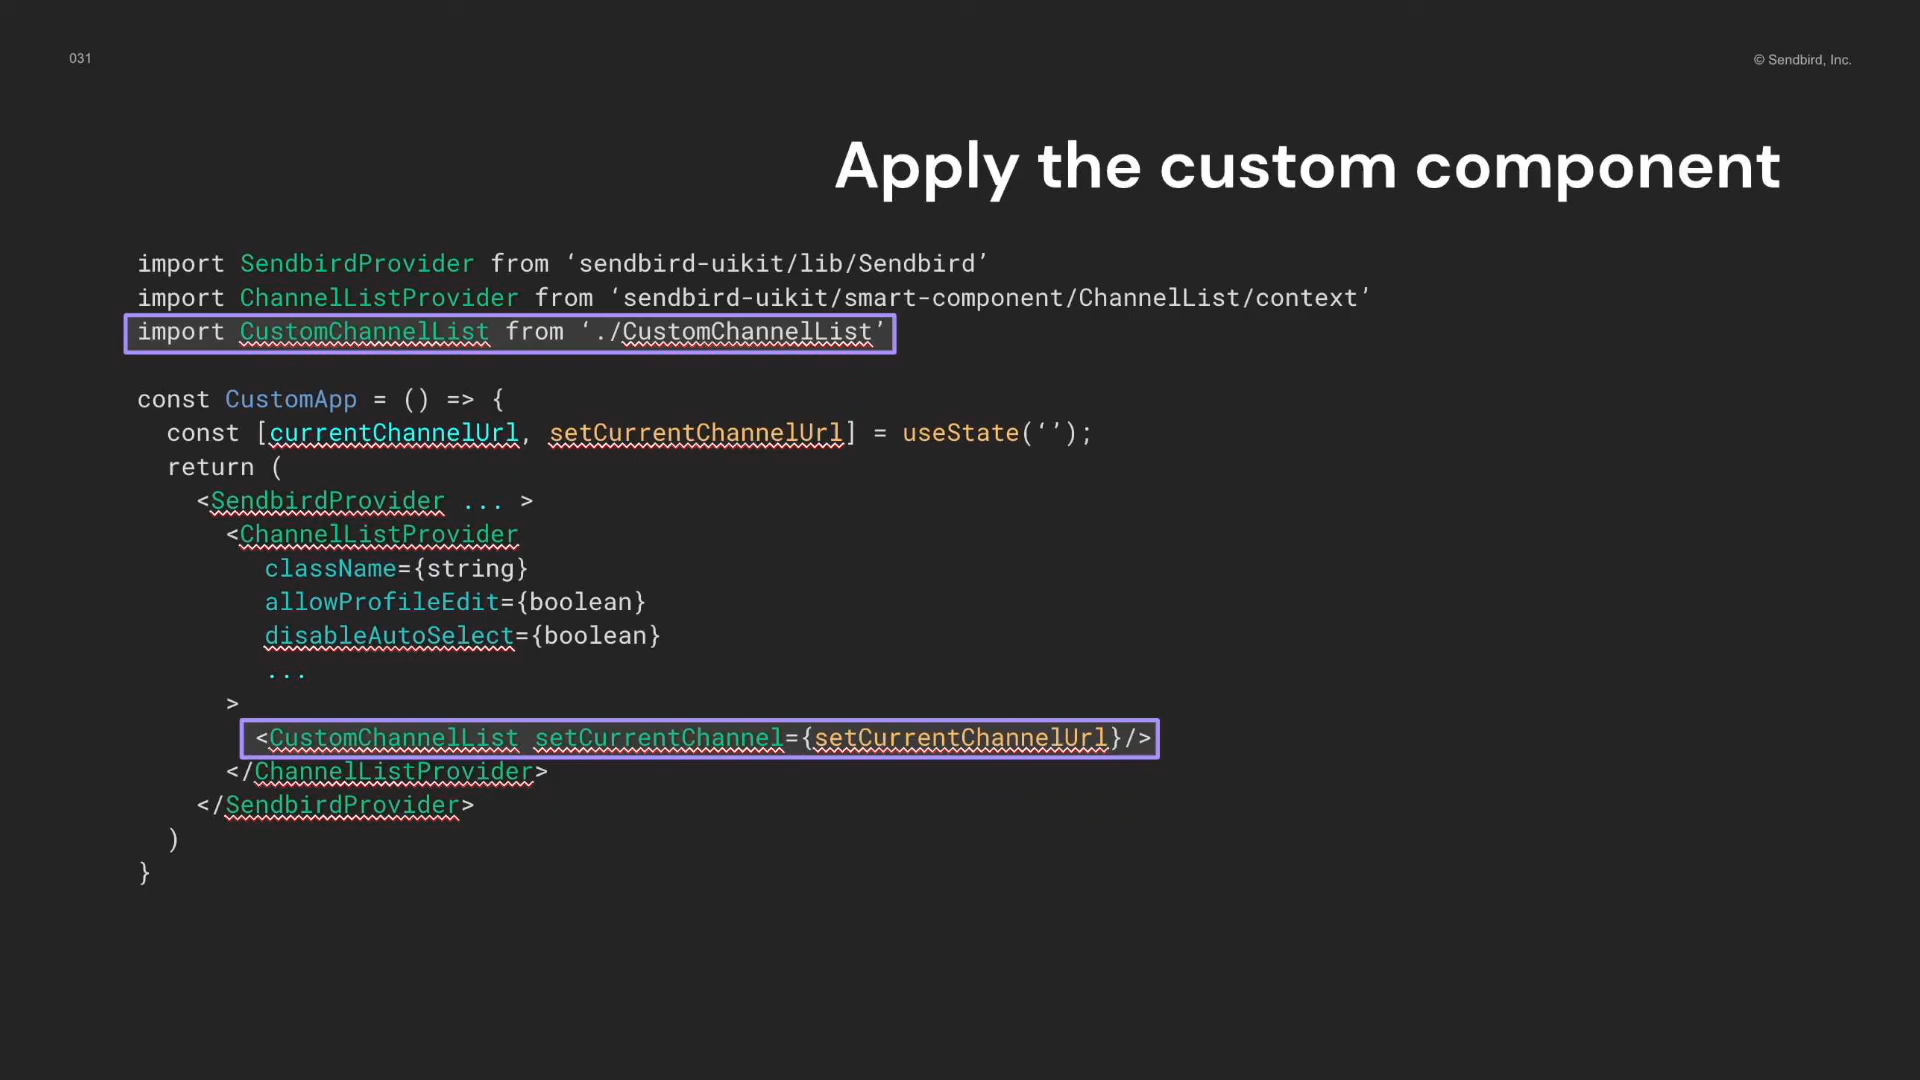 031
© Sendbird, Inc.
Apply the custom component
import SendbirdProvider from ‘sendbird-uikit/lib/Sendbird’
import ChannelListProvider from ‘sendbird-uikit/smart-component/ChannelList/context’
import CustomChannelList from ‘./CustomChannelList’
const CustomApp = () => {
  const [currentChannelUrl, setCurrentChannelUrl] = useState(‘’);
  return (
    <SendbirdProvider ... >
      <ChannelListProvider
        className={string}
        allowProfileEdit={boolean}
        disableAutoSelect={boolean}
        ...
      >
        <CustomChannelList setCurrentChannel={setCurrentChannelUrl}/>
      </ChannelListProvider>
    </SendbirdProvider>
  )
}